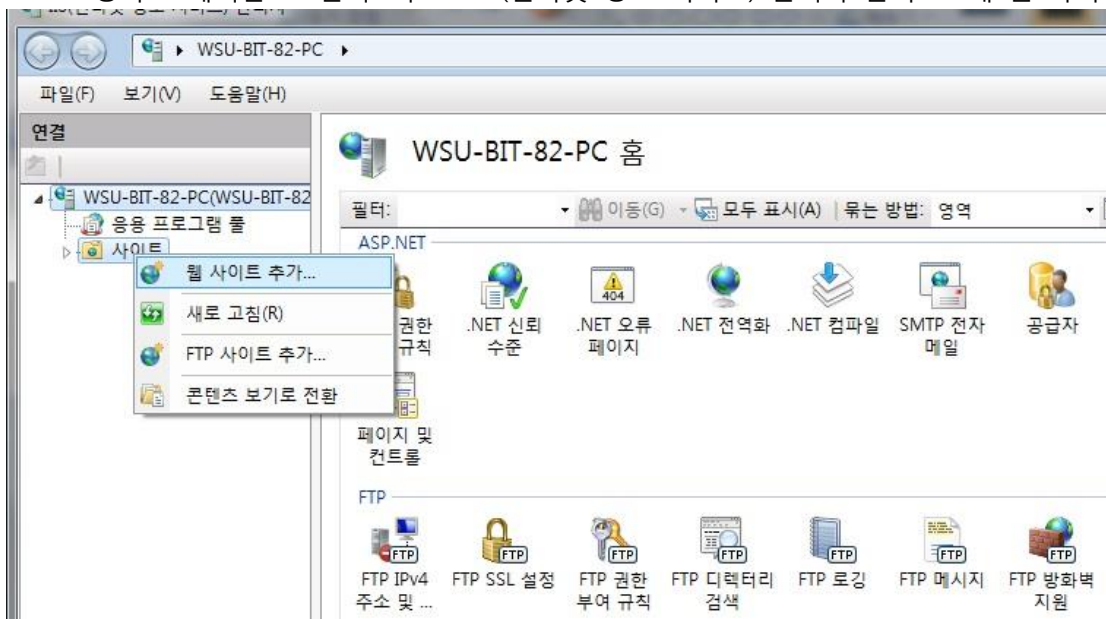 WSU-BIT-82-PC
파일(F) 보기(V) 도움말(H)
연결
WSU-BIT-82-PC 홈
WSU-BIT-82-PC(WSU-BIT-82
필터: 이동(G) 모두 표시(A) 묶는 방법: 영역
응용 프로그램 풀
사이트
ASP.NET
웹 사이트 추가...
새로 고침(R)
FTP 사이트 추가...
콘텐츠 보기로 전환
404
권한 .NET 신뢰 .NET 오류 .NET 전역화 .NET 컴파일 SMTP 전자 공급자
규칙 수준 페이지 메일
페이지 및
컨트롤
FTP
FTP FTP FTP FTP FTP FTP FTP
FTP IPv4 FTP SSL 설정 FTP 권한 FTP 디렉터리 FTP 로깅 FTP 메시지 FTP 방화벽
주소 및 ... 부여 규칙 검색 지원